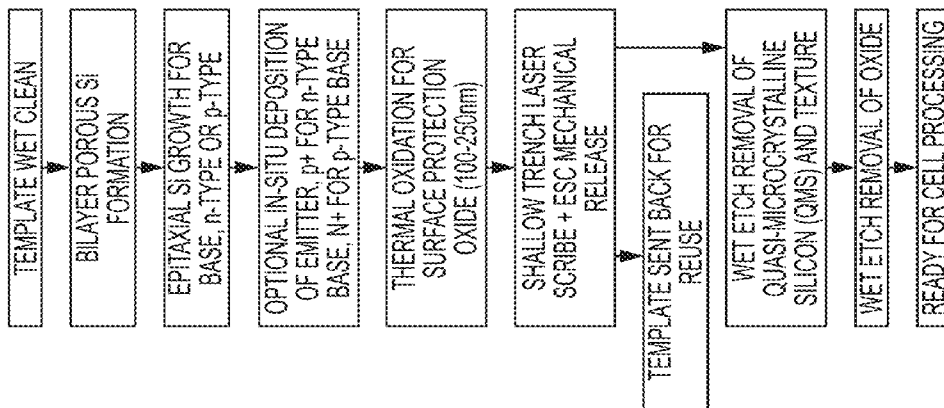 TEMPLATE WET CLEAN
BILAYER POROUS Si
FORMATION
EPITAXIAL SI GROWTH FOR
BASE, n-TYPE OR p-TYPE
OPTIONAL IN-SITU DEPOSITION
OF EMITTER, p+ FOR n-TYPE
BASE, N+ FOR p-TYPE BASE
THERMAL OXIDATION FOR
SURFACE PROTECTION
OXIDE (100-250nm)
SHALLOW TRENCH LASER
SCRIBE + ESC MECHANICAL
RELEASE
TEMPLATE SENT BACK FOR
REUSE
WET ETCH REMOVAL OF
QUASI-MICROCRYSTALLINE
SILICON (QMS) AND TEXTURE
WET ETCH REMOVAL OF OXIDE
READY FOR CELL PROCESSING